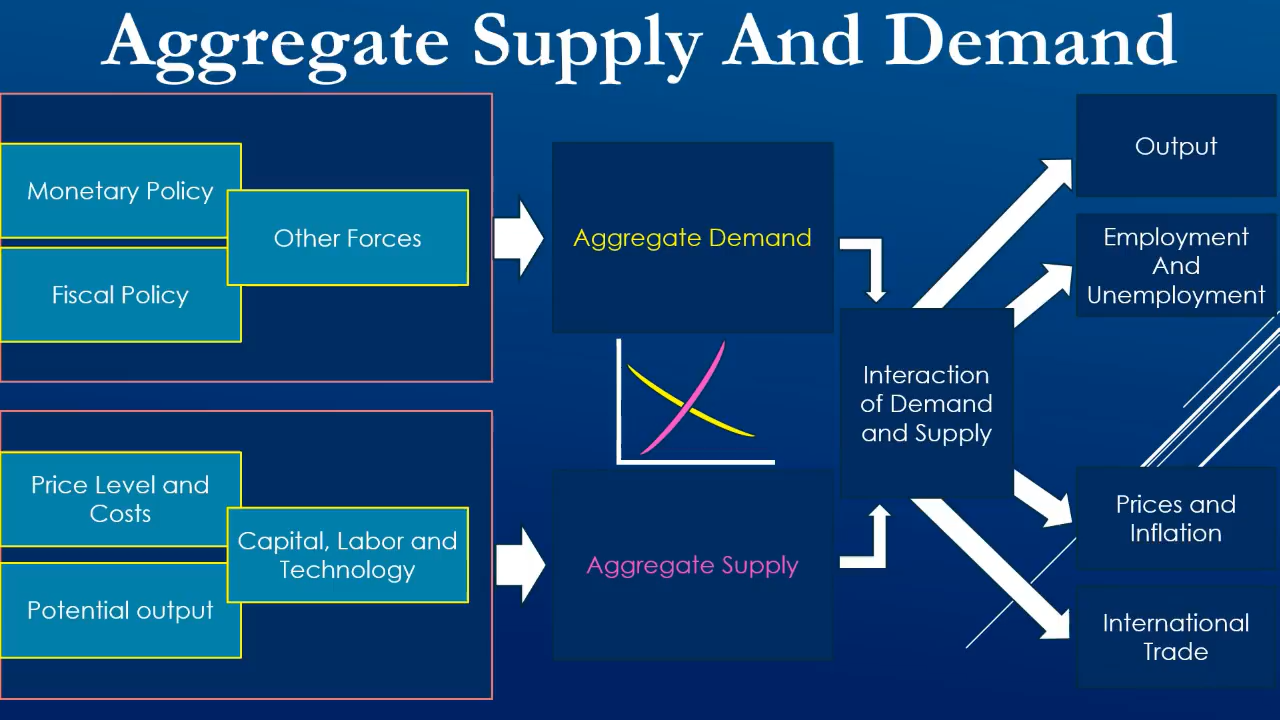 Aggregate Supply And Demand
Monetary Policy
Other Forces
Fiscal Policy
Price Level and
Costs
Capital, Labor and
Technology
Potential output
Aggregate Demand
Aggregate Supply
Interaction
of Demand
and Supply
Output
Employment
And
Unemployment
Prices and
Inflation
International
Trade